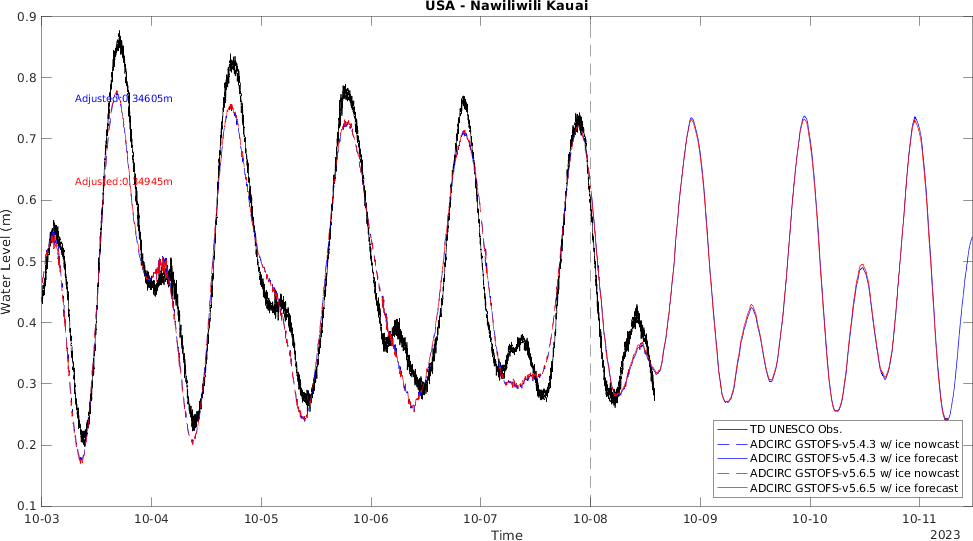 USA - Nawiliwili Kauai
0.9
0.8
0.7
0.6
0.5
0.4
0.3
0.2
0.1
Water Level (m)
Adjusted:0.34605m
Adjusted:0.34945m
TD UNESCO Obs.
ADCIRC GSTOFS-v5.4.3 w/ ice nowcast
ADCIRC GSTOFS-v5.4.3 w/ ice forecast
ADCIRC GSTOFS-v5.6.5 w/ ice nowcast
ADCIRC GSTOFS-v5.6.5 w/ ice forecast
10-03 10-04 10-05 10-06 10-07 10-08 10-09 10-10 10-11
Time
2023